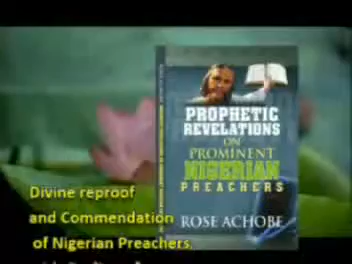 PROPHETIC
REVELATIONS
ON
PROMINENT
NIGERIAN
PREACHERS
ROSE ACHOBE
Divine reproof
and Commendation
of Nigerian Preachers